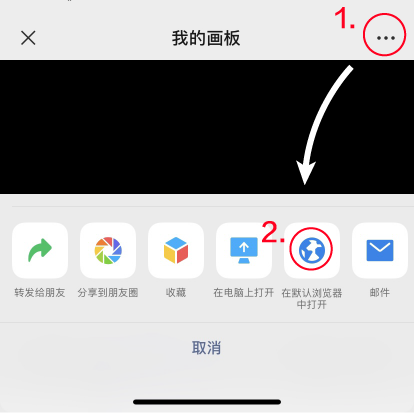 1.
我的画板
2.
转发给朋友
分享到朋友圈
收藏
在电脑上打开
在默认浏览器
中打开
邮件
取消